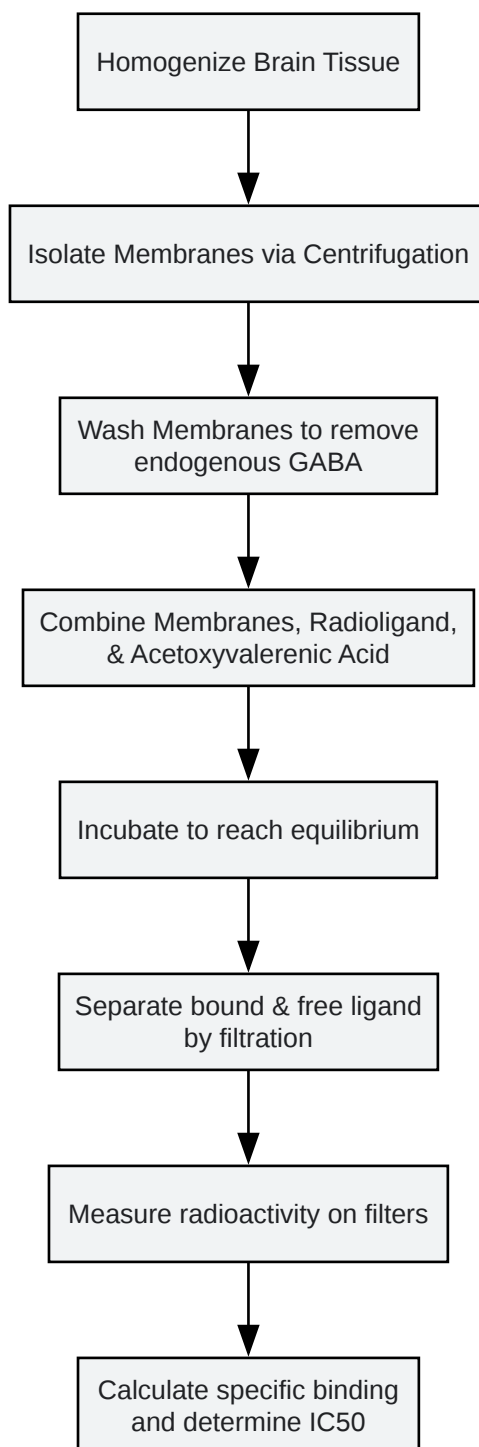 Homogenize Brain Tissue
Isolate Membranes via Centrifugation
Wash Membranes to remove
endogenous GABA
Combine Membranes, Radioligand,
& Acetoxyvalerenic Acid
Incubate to reach equilibrium
Separate bound & free ligand
by filtration
Measure radioactivity on filters
Calculate specific binding
and determine IC50